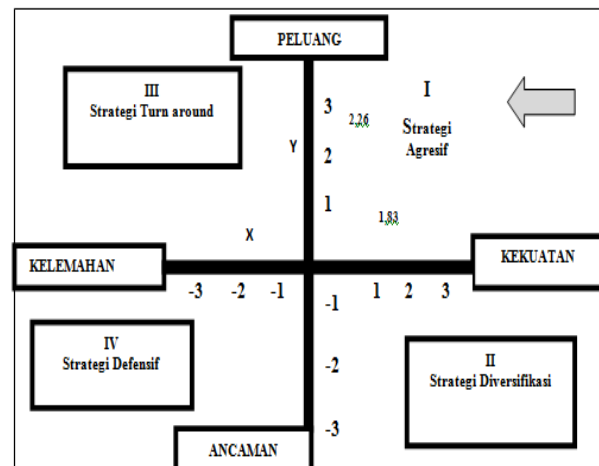 PELUANG
III
Strategi Turn around
I
Strategi
Agresif
3
2,26
Y
2
1
1,83
X
KELEMAHAN
KEKUATAN
-3 -2 -1
1 2 3
-1
IV
Strategi Defensif
II
Strategi Diversifikasi
-2
-3
ANCAMAN